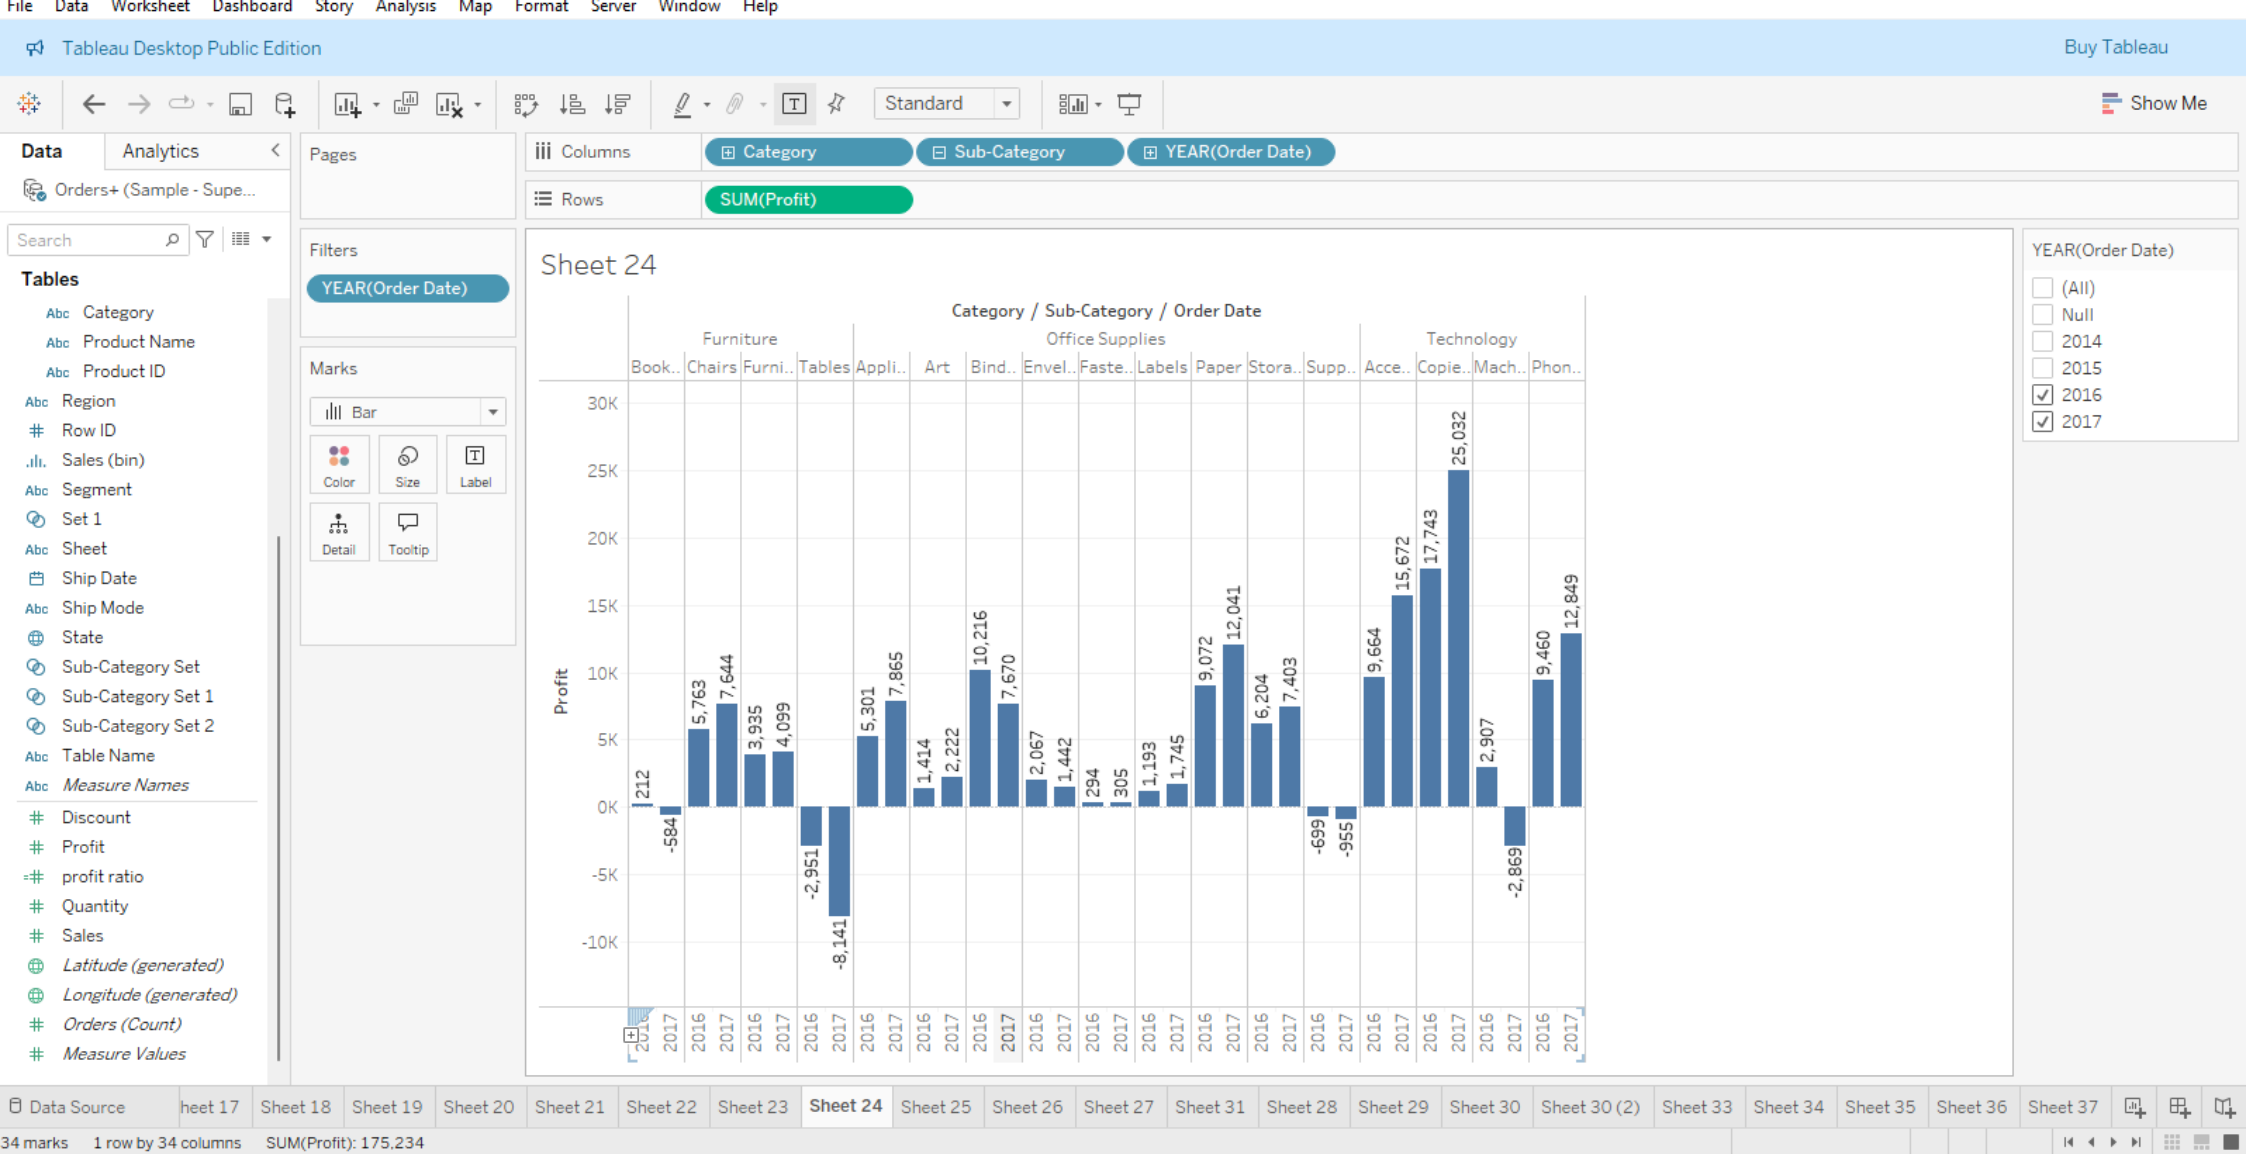 File Data Worksheet Dashboard Story Analysis Map Format Server Window Help
Tableau Desktop Public Edition
Buy Tableau
Standard
Show Me
Data
Analytics
Orders+ (Sample - Supe...
Search
Tables
Abc Category
Abc Product Name
Abc Product ID
Abc Region
# Row ID
Sales (bin)
Abc Segment
Set 1
Abc Sheet
Ship Date
Abc Ship Mode
State
Sub-Category Set
Sub-Category Set 1
Sub-Category Set 2
Abc Table Name
Abc Measure Names
# Discount
# Profit
=# profit ratio
# Quantity
# Sales
Latitude (generated)
Longitude (generated)
# Orders (Count)
# Measure Values
Pages
Filters
YEAR(Order Date)
Marks
Bar
Color Size Label
Detail Tooltip
Columns Category Sub-Category YEAR(Order Date)
Rows SUM(Profit)
Sheet 24
Category / Sub-Category / Order Date
Furniture Office Supplies Technology
Book.. Chairs Furni.. Tables Appli.. Art Bind.. Envel.. Faste.. Labels Paper Stora.. Supp.. Acce.. Copie.. Mach.. Phon..
30K
25K
20K
15K
10K
5K
0K
-5K
-10K
Profit
212
-584
5,763
7,644
3,935
4,099
-2,951
-8,141
5,301
7,865
1,414
2,222
10,216
7,670
2,067
1,442
294
305
1,193
1,745
9,072
12,041
6,204
7,403
-699
-955
9,664
15,672
17,743
25,032
2,907
-2,869
9,460
12,849
2016 2017 2016 2017 2016 2017 2016 2017 2016 2017 2016 2017 2016 2017 2016 2017 2016 2017 2016 2017 2016 2017 2016 2017 2016 2017 2016 2017 2016 2017 2016 2017 2016 2017
YEAR(Order Date)
(All)
Null
2014
2015
2016
2017
Data Source heet 17 Sheet 18 Sheet 19 Sheet 20 Sheet 21 Sheet 22 Sheet 23 Sheet 24 Sheet 25 Sheet 26 Sheet 27 Sheet 31 Sheet 28 Sheet 29 Sheet 30 Sheet 30 (2) Sheet 33 Sheet 34 Sheet 35 Sheet 36 Sheet 37
34 marks 1 row by 34 columns SUM(Profit): 175,234